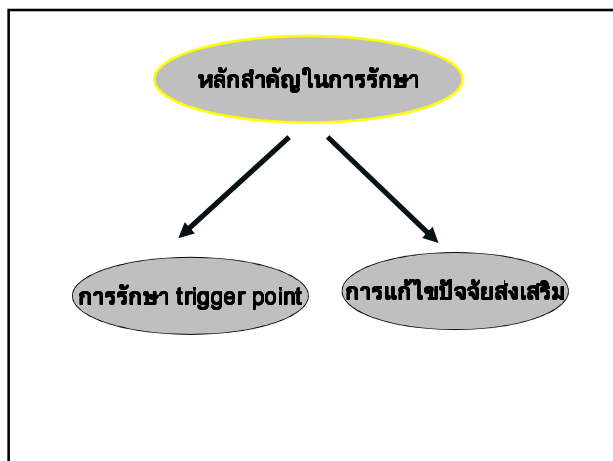 หลักสำคัญในการรักษา
การรักษา trigger point
การแก้ไขปัจจัยส่งเสริม